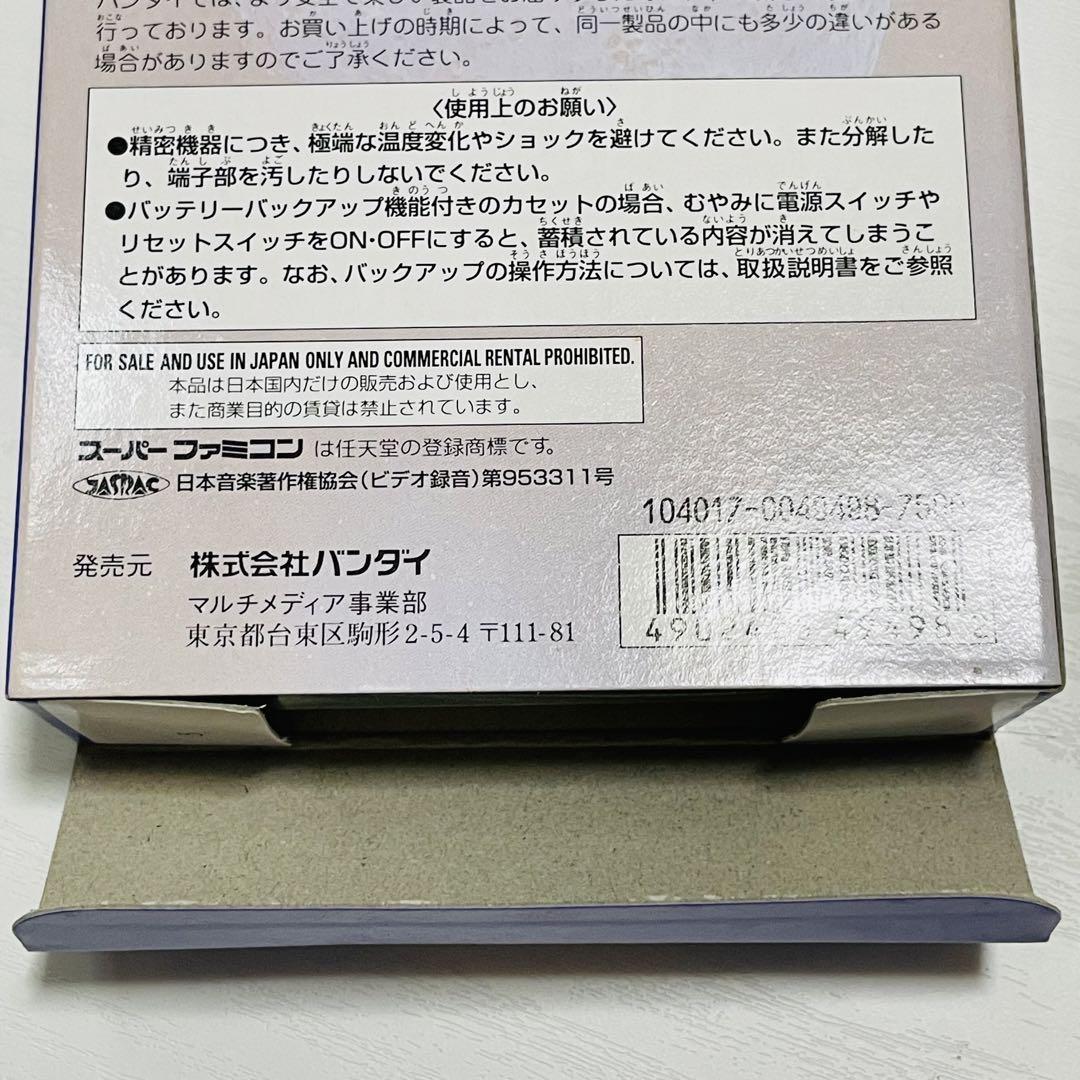 行っております。お買い上げの時期によって、同一製品の中にも多少の違いがある
場合がありますのでご了承ください。
〈使用上のお願い〉
●精密機器につき、極端な温度変化やショックを避けてください。また分解した
り、端子部を汚したりしないでください。
●バッテリーバックアップ機能付きのカセットの場合、むやみに電源スイッチや
リセットスイッチをON・OFFにすると、蓄積されている内容が消えてしまうこ
とがあります。なお、バックアップの操作方法については、取扱説明書をご参照
ください。
FOR SALE AND USE IN JAPAN ONLY AND COMMERCIAL RENTAL PROHIBITED.
本品は日本国内だけの販売および使用とし、
また商業目的の賃貸は禁止されています。
スーパーファミコン は任天堂の登録商標です。
JASRAC 日本音楽著作権協会(ビデオ録音)第953311号
発売元 株式会社バンダイ
マルチメディア事業部
東京都台東区駒形2-5-4 〒111-81